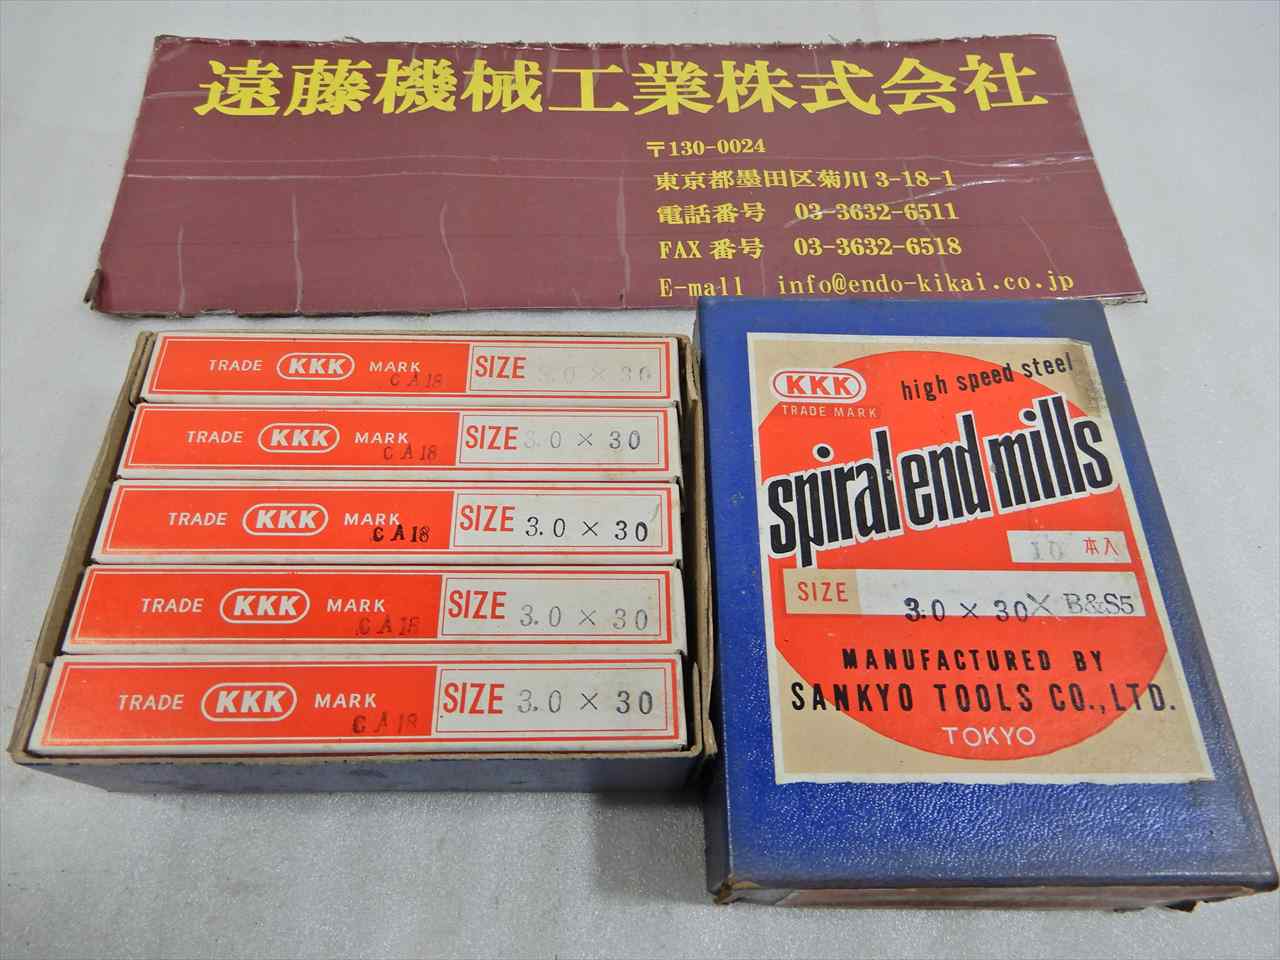 遠藤機械工業株式会社
〒130-0024
東京都墨田区菊川 3-18-1
電話番号 03-3632-6511
FAX 番号 03-3632-6518
E-mail info@endo-kikai.co.jp
TRADE KKK MARK CA18 SIZE 3.0 × 30
TRADE KKK MARK CA18 SIZE 3.0 × 30
TRADE KKK MARK CA18 SIZE 3.0 × 30
TRADE KKK MARK CA18 SIZE 3.0 × 30
TRADE KKK MARK CA18 SIZE 3.0 × 30
KKK
TRADE MARK
high speed steel
spiral end mills
10 本入
SIZE 3.0 × 30 × B&S5
MANUFACTURED BY
SANKYO TOOLS CO., LTD.
TOKYO